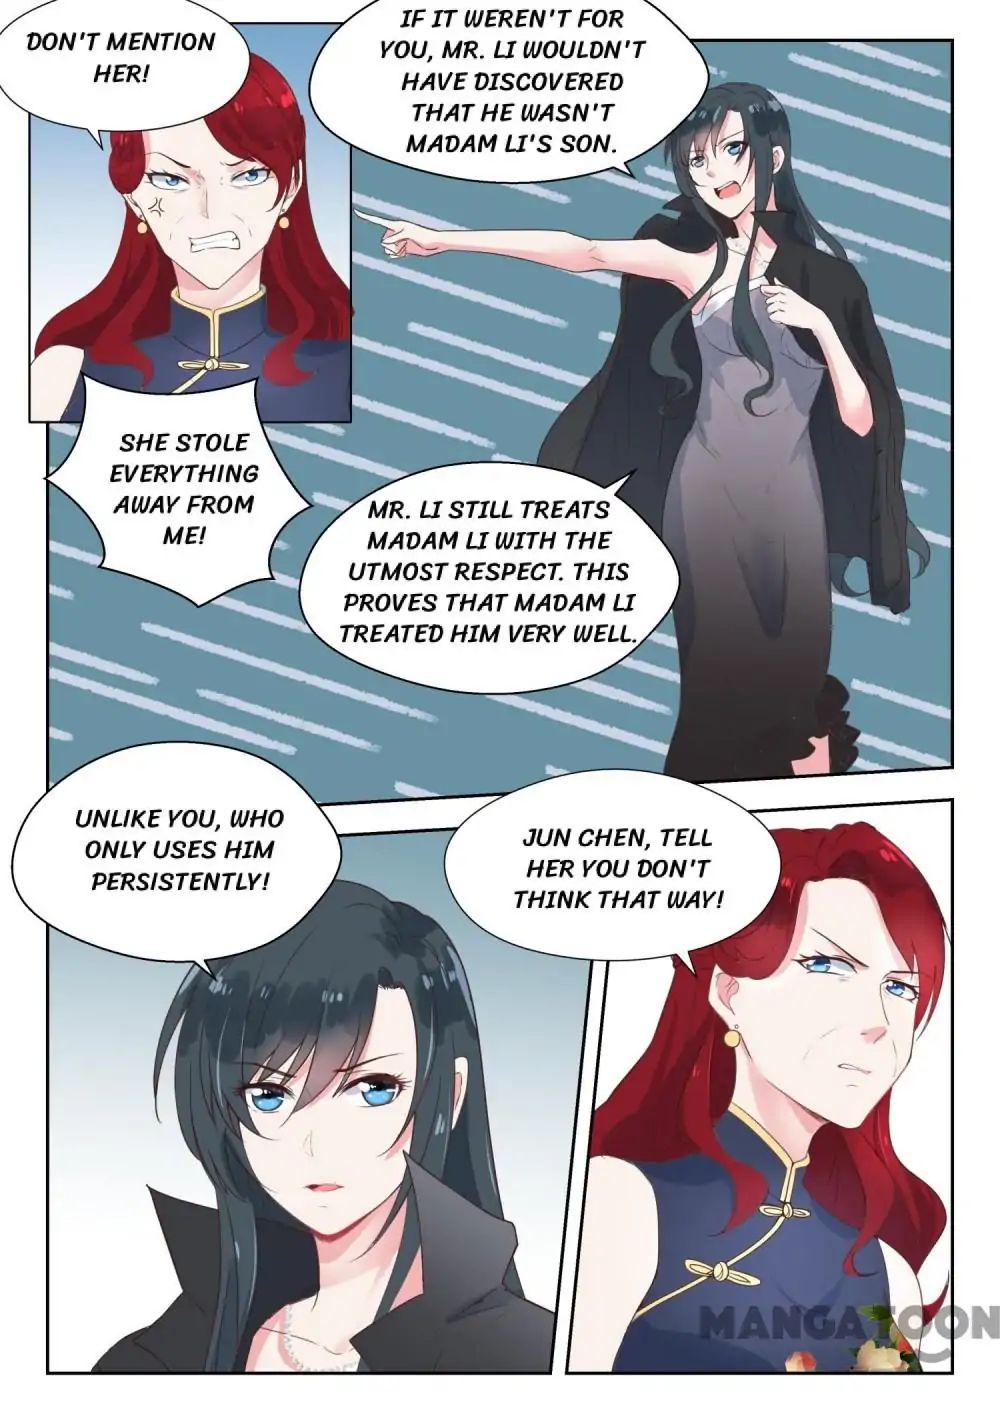 DON'T MENTION
HER!
IF IT WEREN'T FOR
YOU, MR. LI WOULDN'T
HAVE DISCOVERED
THAT HE WASN'T
MADAM LI'S SON.
SHE STOLE
EVERYTHING
AWAY FROM
ME!
MR. LI STILL TREATS
MADAM LI WITH THE
UTMOST RESPECT. THIS
PROVES THAT MADAM LI
TREATED HIM VERY WELL.
UNLIKE YOU, WHO
ONLY USES HIM
PERSISTENTLY!
JUN CHEN, TELL
HER YOU DON'T
THINK THAT WAY!
MANGATOON